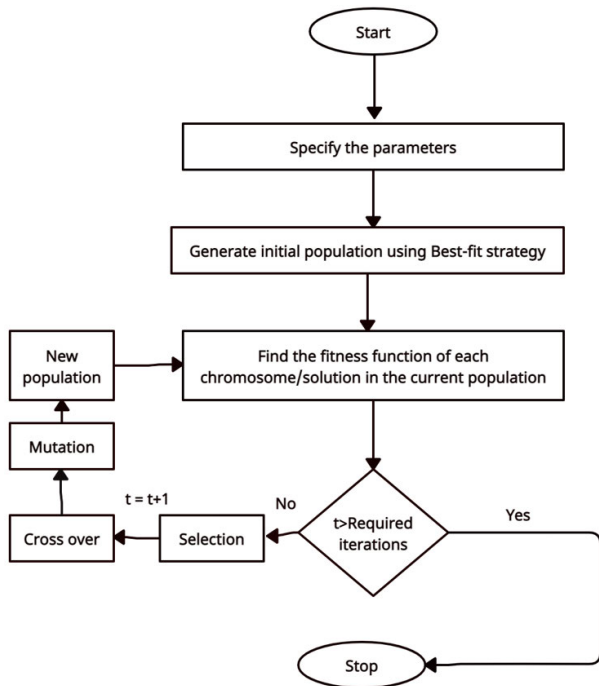 Start
Specify the parameters
Generate initial population using Best-fit strategy
New
population
Find the fitness function of each
chromosome/solution in the current population
Mutation
t = t+1
No
Yes
Cross over
Selection
t>Required
iterations
Stop